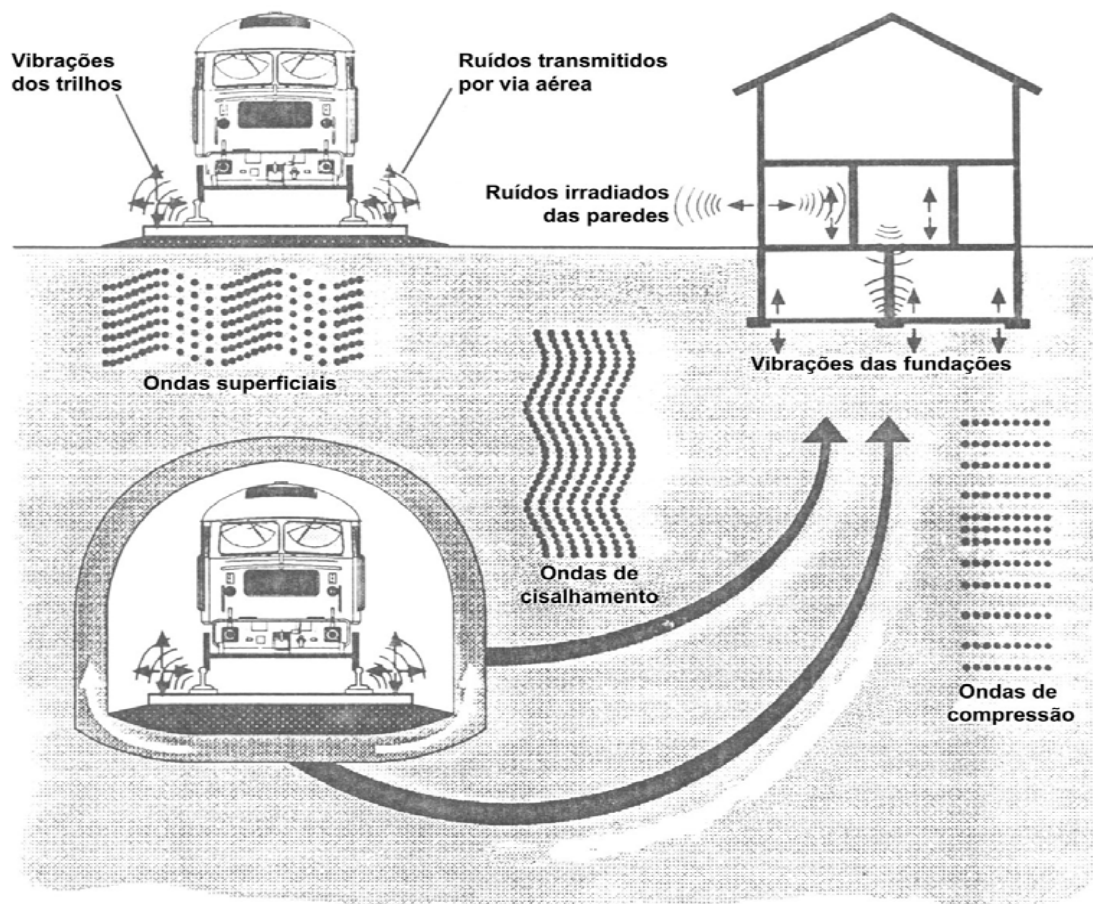 Vibrações
dos trilhos
Ruídos transmitidos
por via aérea
Ruídos irradiados
das paredes
Ondas superficiais
Vibrações das fundações
Ondas de
cisalhamento
Ondas de
compressão